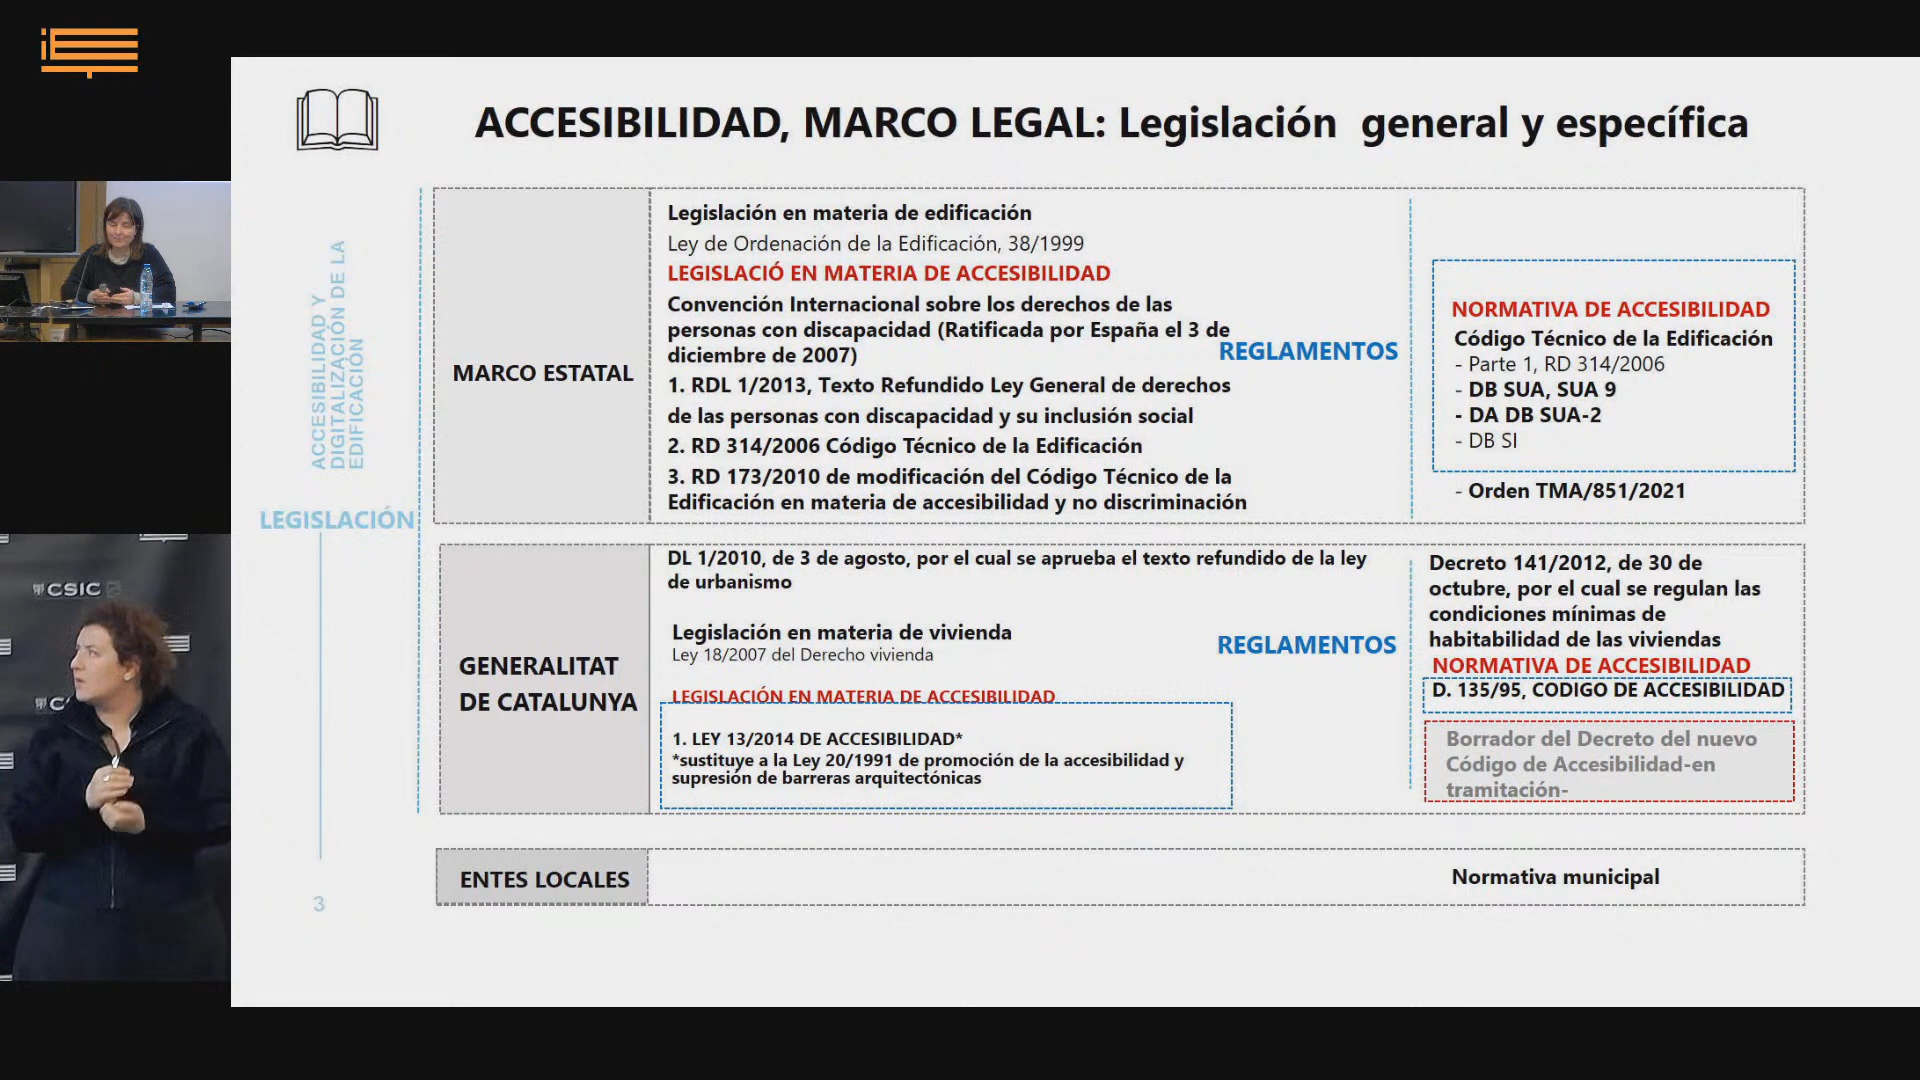 ACCESIBILIDAD, MARCO LEGAL: Legislación general y específica
ACCESIBILIDAD Y
DIGITALIZACIÓN DE LA
EDIFICACIÓN
LEGISLACIÓN
3
MARCO ESTATAL
Legislación en materia de edificación
Ley de Ordenación de la Edificación, 38/1999
LEGISLACIÓ EN MATERIA DE ACCESIBILIDAD
Convención Internacional sobre los derechos de las
personas con discapacidad (Ratificada por España el 3 de
diciembre de 2007)
1. RDL 1/2013, Texto Refundido Ley General de derechos
de las personas con discapacidad y su inclusión social
2. RD 314/2006 Código Técnico de la Edificación
3. RD 173/2010 de modificación del Código Técnico de la
Edificación en materia de accesibilidad y no discriminación
REGLAMENTOS
NORMATIVA DE ACCESIBILIDAD
Código Técnico de la Edificación
- Parte 1, RD 314/2006
- DB SUA, SUA 9
- DA DB SUA-2
- DB SI
- Orden TMA/851/2021
GENERALITAT
DE CATALUNYA
DL 1/2010, de 3 de agosto, por el cual se aprueba el texto refundido de la ley
de urbanismo
Legislación en materia de vivienda
Ley 18/2007 del Derecho vivienda
LEGISLACIÓN EN MATERIA DE ACCESIBILIDAD
1. LEY 13/2014 DE ACCESIBILIDAD*
*sustituye a la Ley 20/1991 de promoción de la accesibilidad y
supresión de barreras arquitectónicas
REGLAMENTOS
Decreto 141/2012, de 30 de
octubre, por el cual se regulan las
condiciones mínimas de
habitabilidad de las viviendas
NORMATIVA DE ACCESIBILIDAD
D. 135/95, CODIGO DE ACCESIBILIDAD
Borrador del Decreto del nuevo
Código de Accesibilidad-en
tramitación-
ENTES LOCALES
Normativa municipal
CSIC